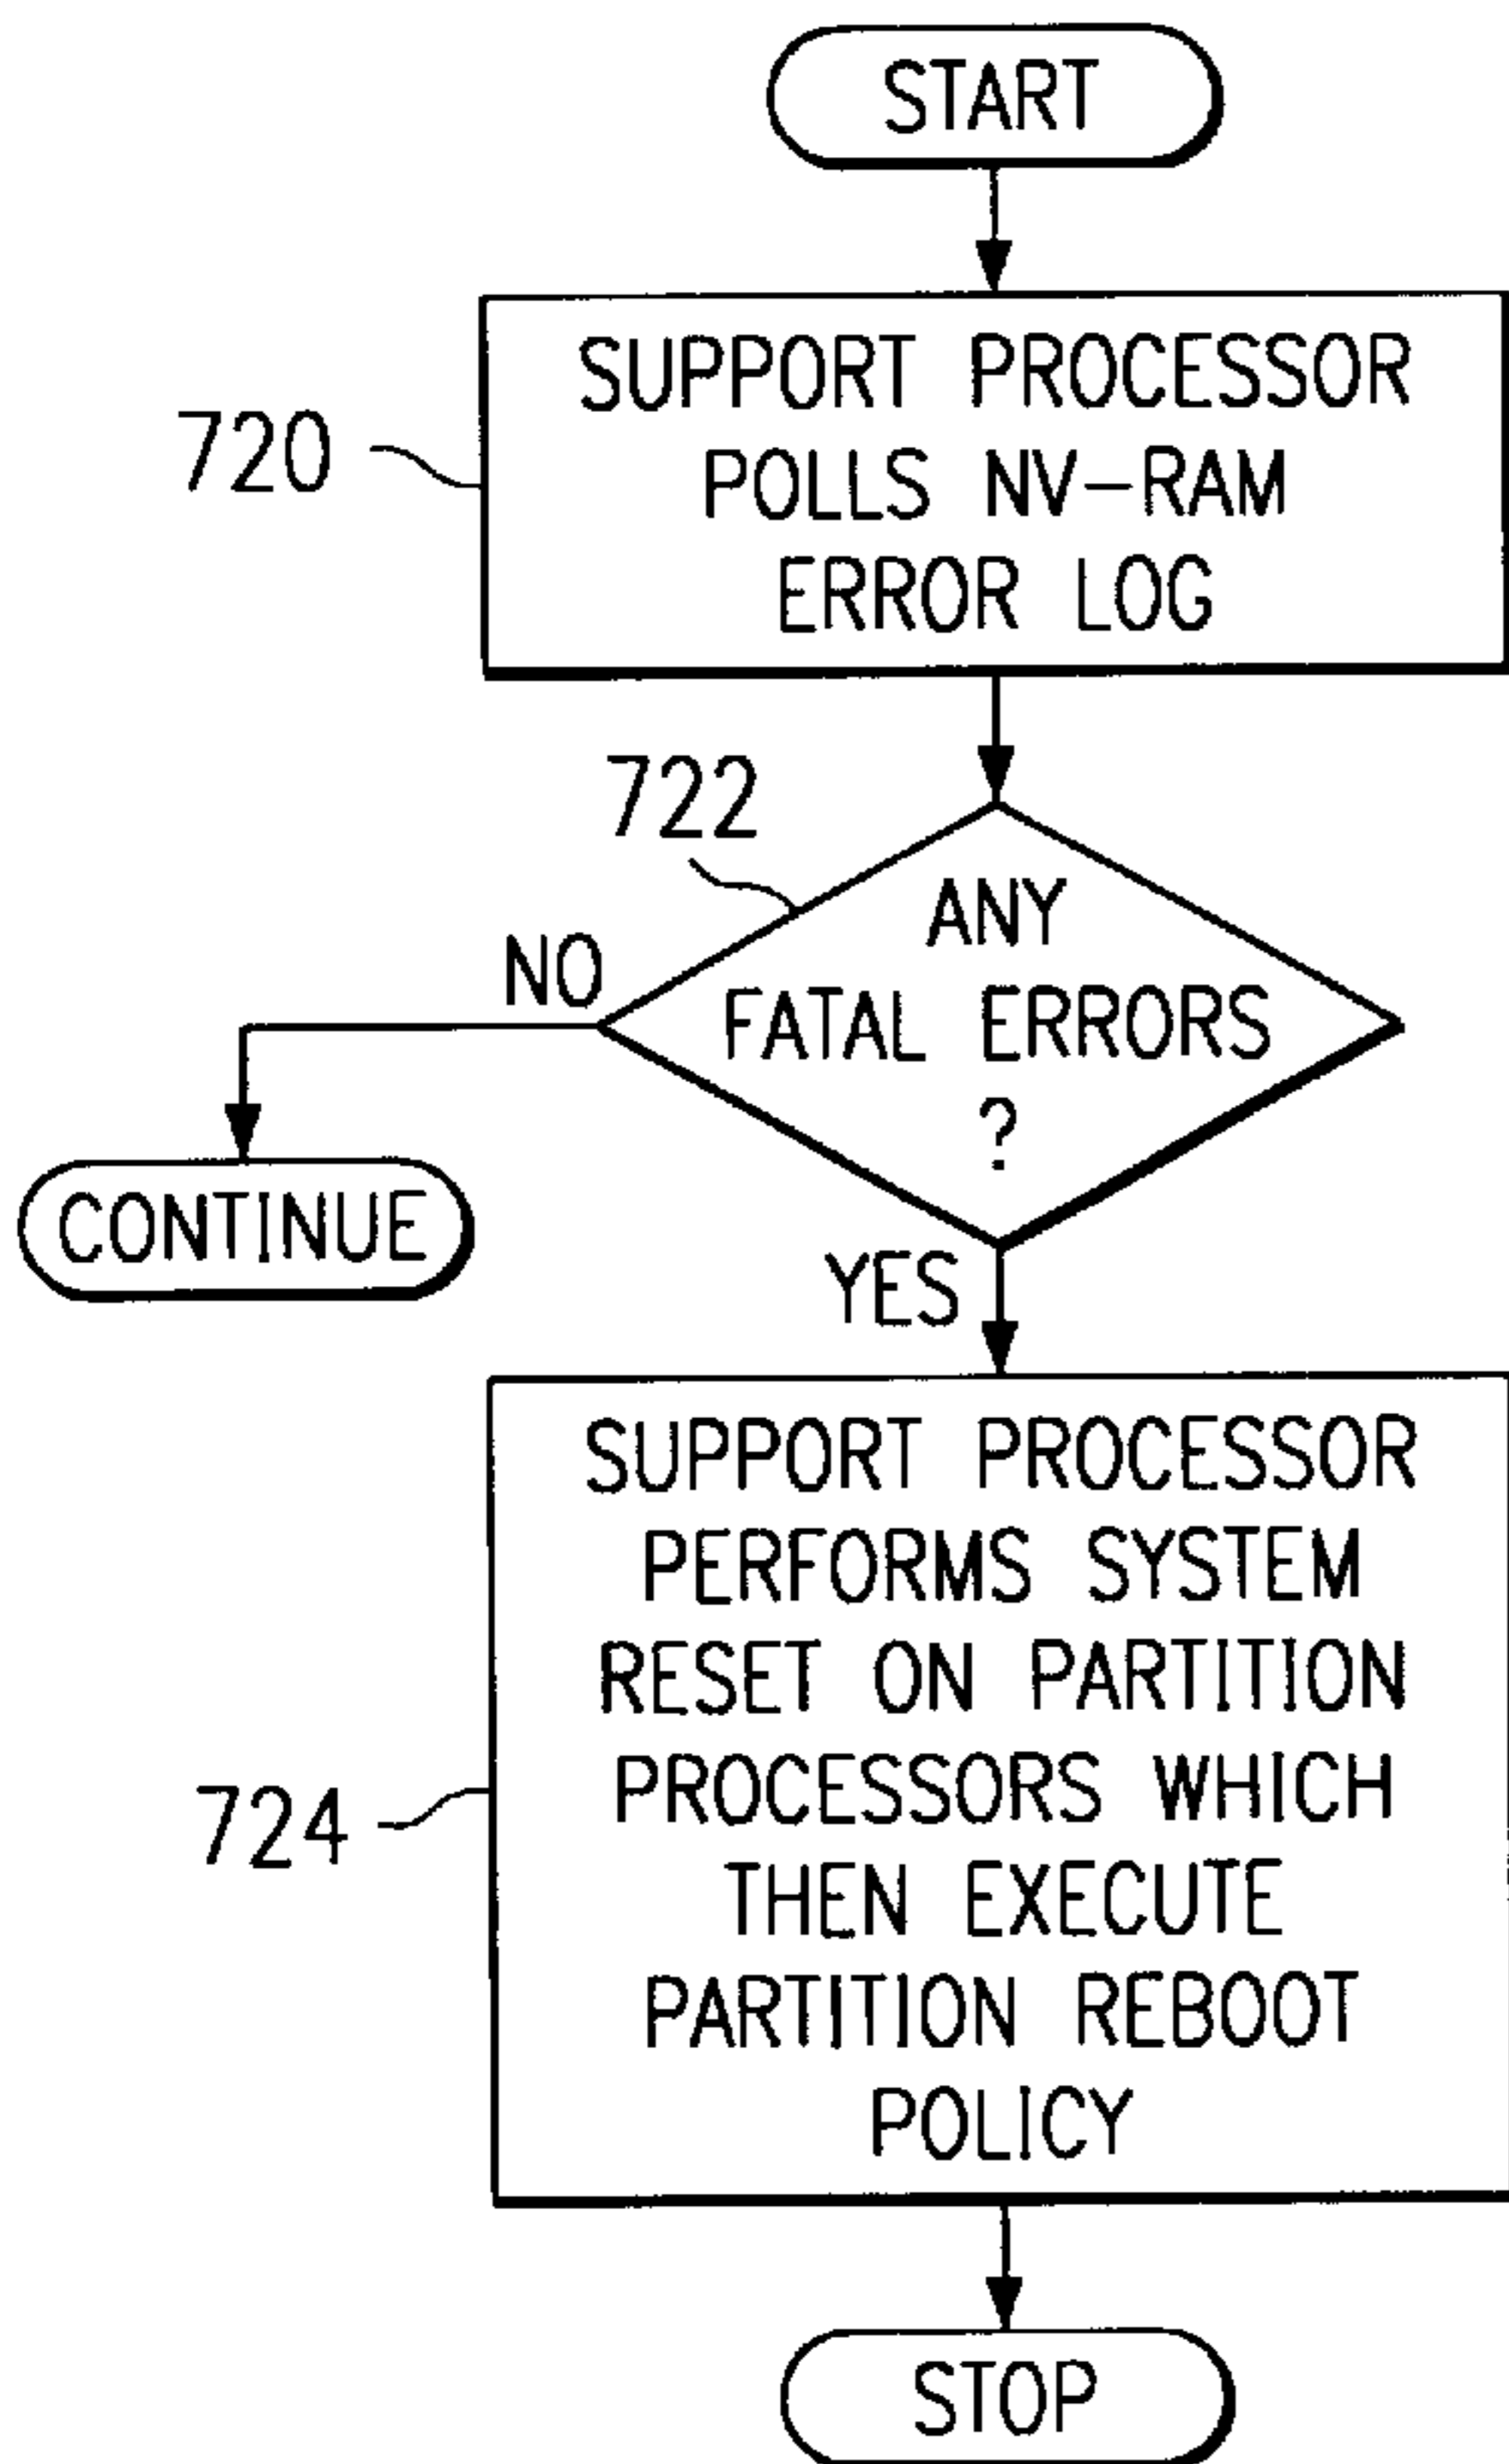 START
720
SUPPORT PROCESSOR
POLLS NV-RAM
ERROR LOG
722
ANY
FATAL ERRORS
?
NO
CONTINUE
YES
724
SUPPORT PROCESSOR
PERFORMS SYSTEM
RESET ON PARTITION
PROCESSORS WHICH
THEN EXECUTE
PARTITION REBOOT
POLICY
STOP